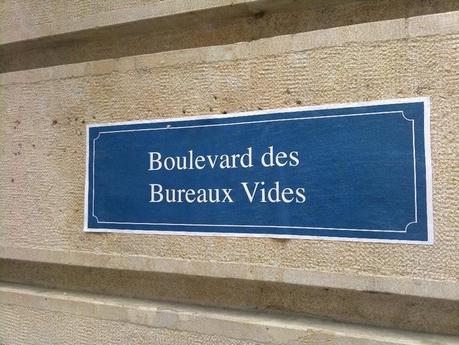 Boulevard des
Bureaux Vides